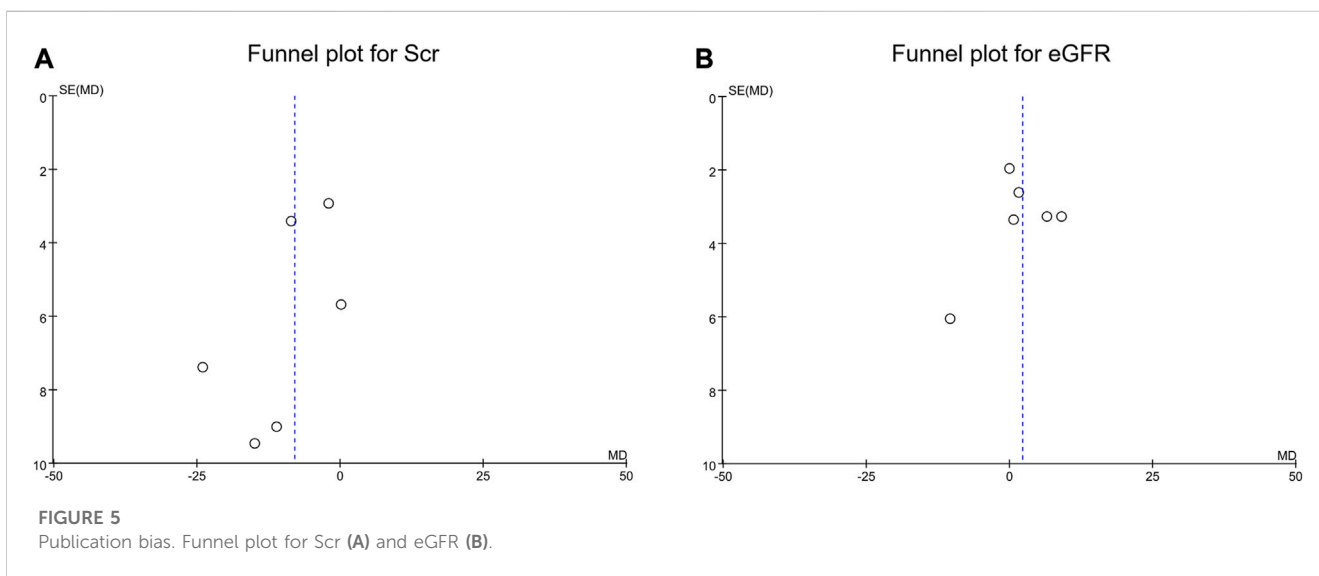 A
Funnel plot for Scr
SE(MD)
0
2
4
6
8
10
-50
-25
0
25
50
MD
B
Funnel plot for eGFR
SE(MD)
0
2
4
6
8
10
-50
-25
0
25
50
MD
FIGURE 5
Publication bias. Funnel plot for Scr (A) and eGFR (B).